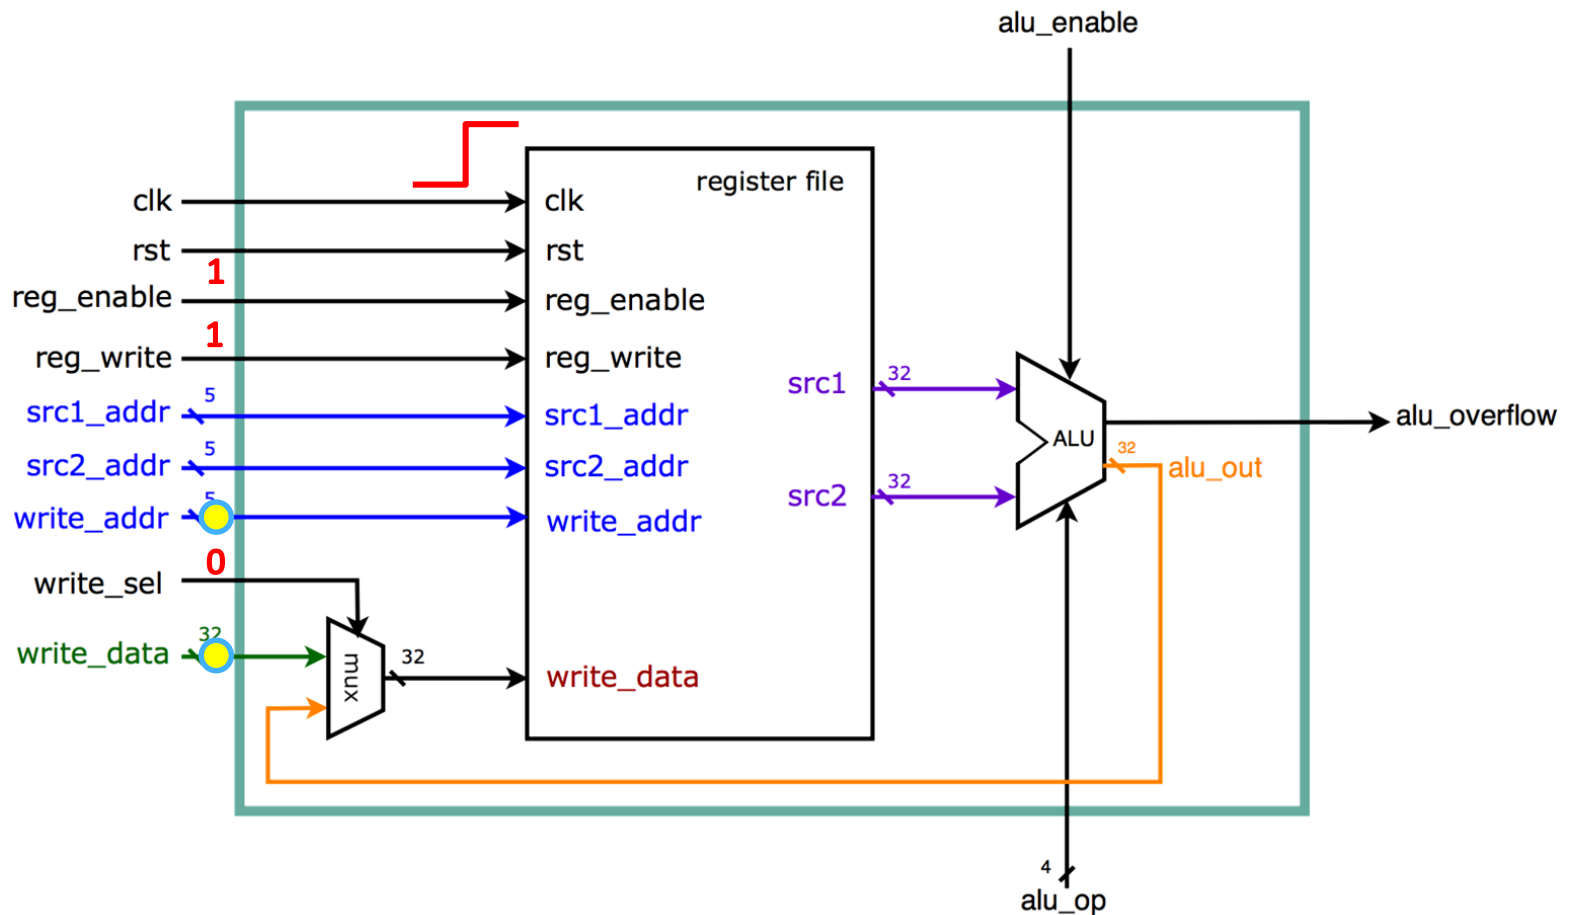 alu_enable
register file
clk
clk
rst
rst
1
reg_enable
reg_enable
1
reg_write
reg_write
src1
32
5
src1_addr
src1_addr
ALU
alu_overflow
5
src2_addr
src2_addr
32
alu_out
src2
32
5
write_addr
write_addr
0
write_sel
32
write_data
mux
32
write_data
4
alu_op